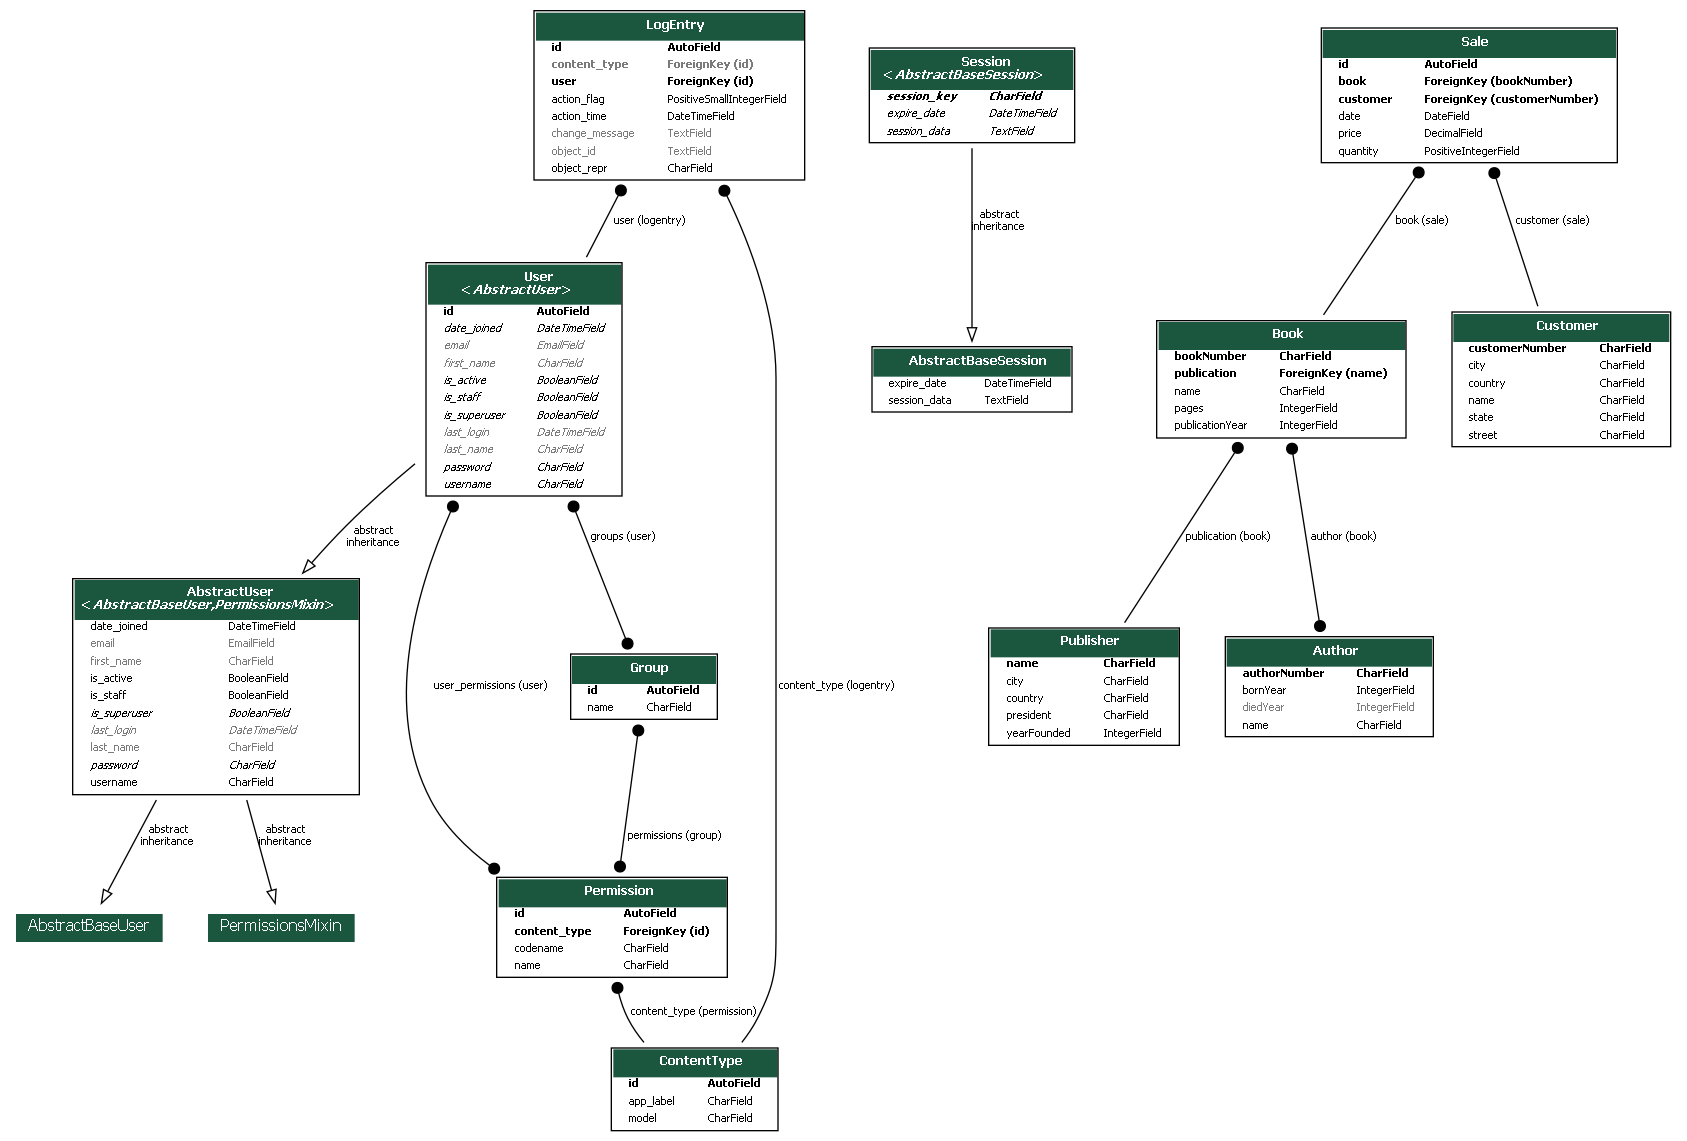 LogEntry
id AutoField
content_type ForeignKey (id)
user ForeignKey (id)
action_flag PositiveSmallIntegerField
action_time DateTimeField
change_message TextField
object_id TextField
object_repr CharField
Session
<AbstractBaseSession>
session_key CharField
expire_date DateTimeField
session_data TextField
Sale
id AutoField
book ForeignKey (bookNumber)
customer ForeignKey (customerNumber)
date DateField
price DecimalField
quantity PositiveIntegerField
user (logentry)
abstract
inheritance
book (sale)
customer (sale)
User
<AbstractUser>
id AutoField
date_joined DateTimeField
email EmailField
first_name CharField
is_active BooleanField
is_staff BooleanField
is_superuser BooleanField
last_login DateTimeField
last_name CharField
password CharField
username CharField
AbstractBaseSession
expire_date DateTimeField
session_data TextField
Book
bookNumber CharField
publication ForeignKey (name)
name CharField
pages IntegerField
publicationYear IntegerField
Customer
customerNumber CharField
city CharField
country CharField
name CharField
state CharField
street CharField
abstract
inheritance
groups (user)
publication (book)
author (book)
AbstractUser
<AbstractBaseUser,PermissionsMixin>
date_joined DateTimeField
email EmailField
first_name CharField
is_active BooleanField
is_staff BooleanField
is_superuser BooleanField
last_login DateTimeField
last_name CharField
password CharField
username CharField
user_permissions (user)
Group
id AutoField
name CharField
content_type (logentry)
Publisher
name CharField
city CharField
country CharField
president CharField
yearFounded IntegerField
Author
authorNumber CharField
bornYear IntegerField
diedYear IntegerField
name CharField
abstract
inheritance
abstract
inheritance
permissions (group)
AbstractBaseUser
PermissionsMixin
Permission
id AutoField
content_type ForeignKey (id)
codename CharField
name CharField
content_type (permission)
ContentType
id AutoField
app_label CharField
model CharField